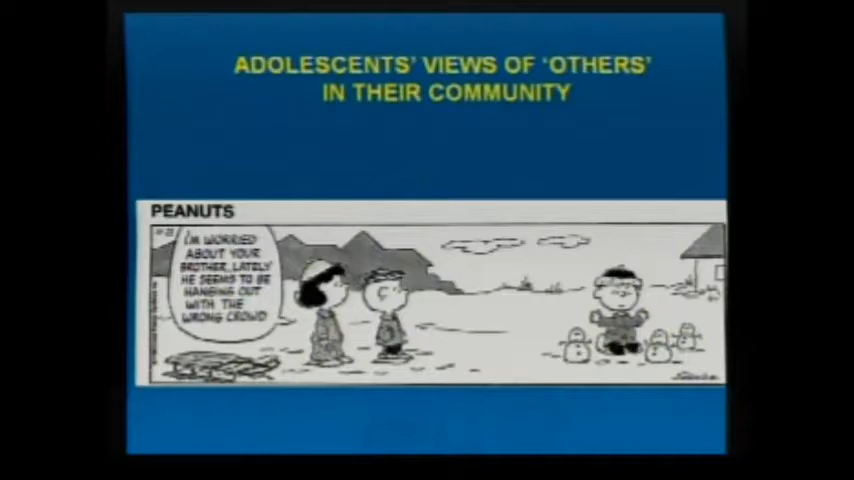 ADOLESCENTS' VIEWS OF 'OTHERS'
IN THEIR COMMUNITY
PEANUTS
I'M WORRIED
ABOUT YOUR
BROTHER..LATELY
HE SEEMS TO BE
HANGING OUT
WITH THE
WRONG CROWD